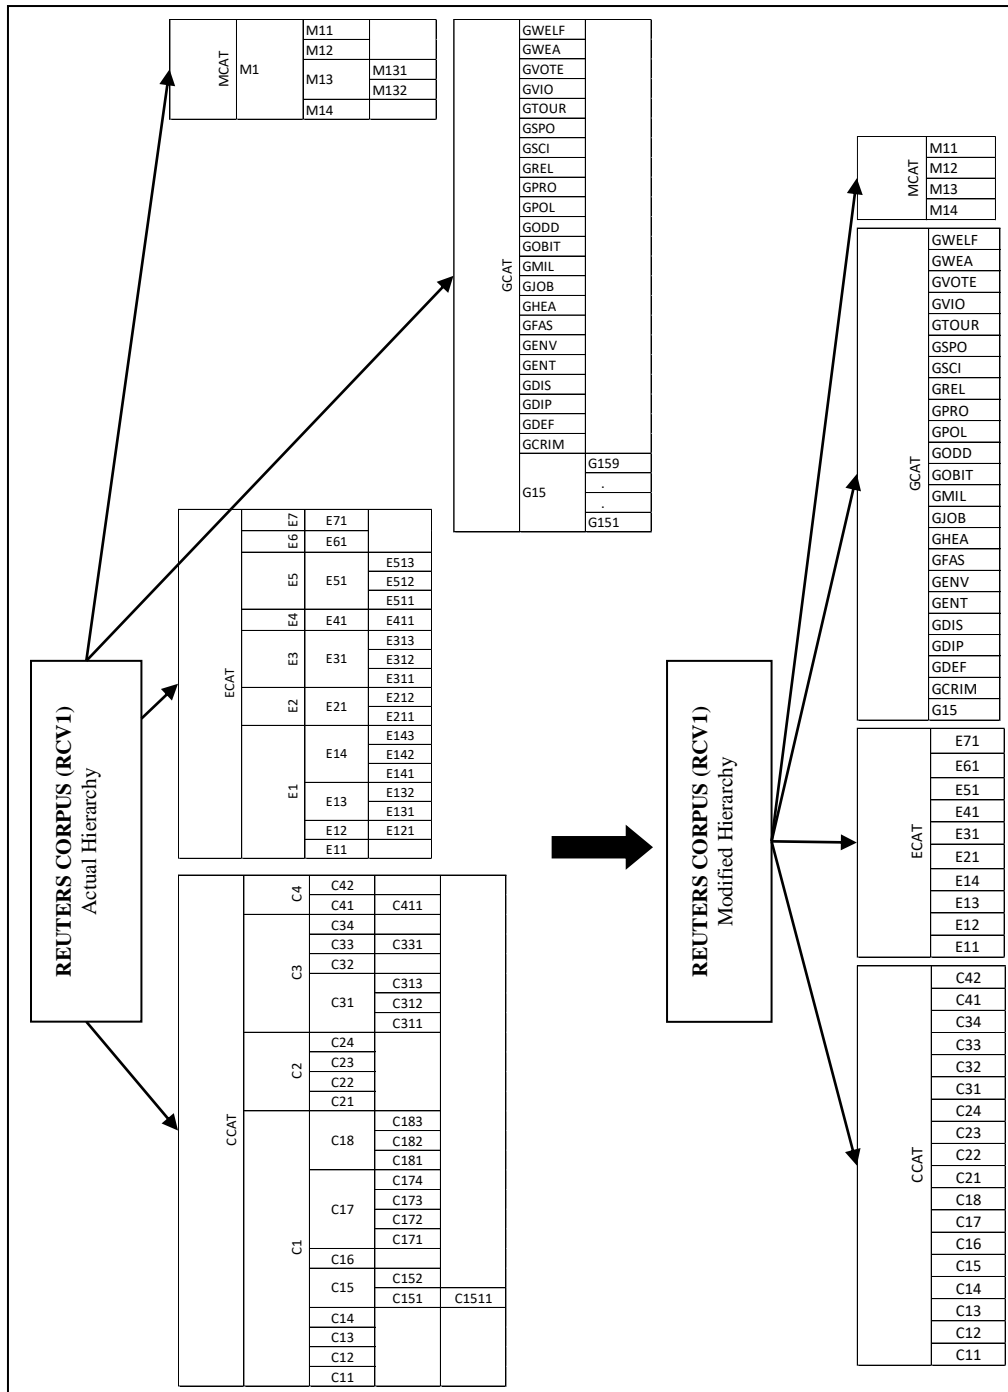 REUTERS CORPUS (RCV1)
Actual Hierarchy
MCAT
M1
M11
M12
M13
M131
M132
M14
GCAT
GWELF
GWEA
GVOTE
GVIO
GTOUR
GSPO
GSCI
GREL
GPRO
GPOL
GODD
GOBIT
GMIL
GJOB
GHEA
GFAS
GENV
GENT
GDIS
GDIP
GDEF
GCRIM
G15
G159
.
.
G151
ECAT
E7
E71
E6
E61
E5
E51
E513
E512
E511
E4
E41
E411
E3
E31
E313
E312
E311
E2
E21
E212
E211
E1
E14
E143
E142
E141
E13
E132
E131
E12
E121
E11
CCAT
C4
C42
C41
C411
C3
C34
C33
C331
C32
C31
C313
C312
C311
C2
C24
C23
C22
C21
C1
C18
C183
C182
C181
C17
C174
C173
C172
C171
C16
C15
C152
C151
C1511
C14
C13
C12
C11
REUTERS CORPUS (RCV1)
Modified Hierarchy
MCAT
M11
M12
M13
M14
GCAT
GWELF
GWEA
GVOTE
GVIO
GTOUR
GSPO
GSCI
GREL
GPRO
GPOL
GODD
GOBIT
GMIL
GJOB
GHEA
GFAS
GENV
GENT
GDIS
GDIP
GDEF
GCRIM
G15
ECAT
E71
E61
E51
E41
E31
E21
E14
E13
E12
E11
CCAT
C42
C41
C34
C33
C32
C31
C24
C23
C22
C21
C18
C17
C16
C15
C14
C13
C12
C11